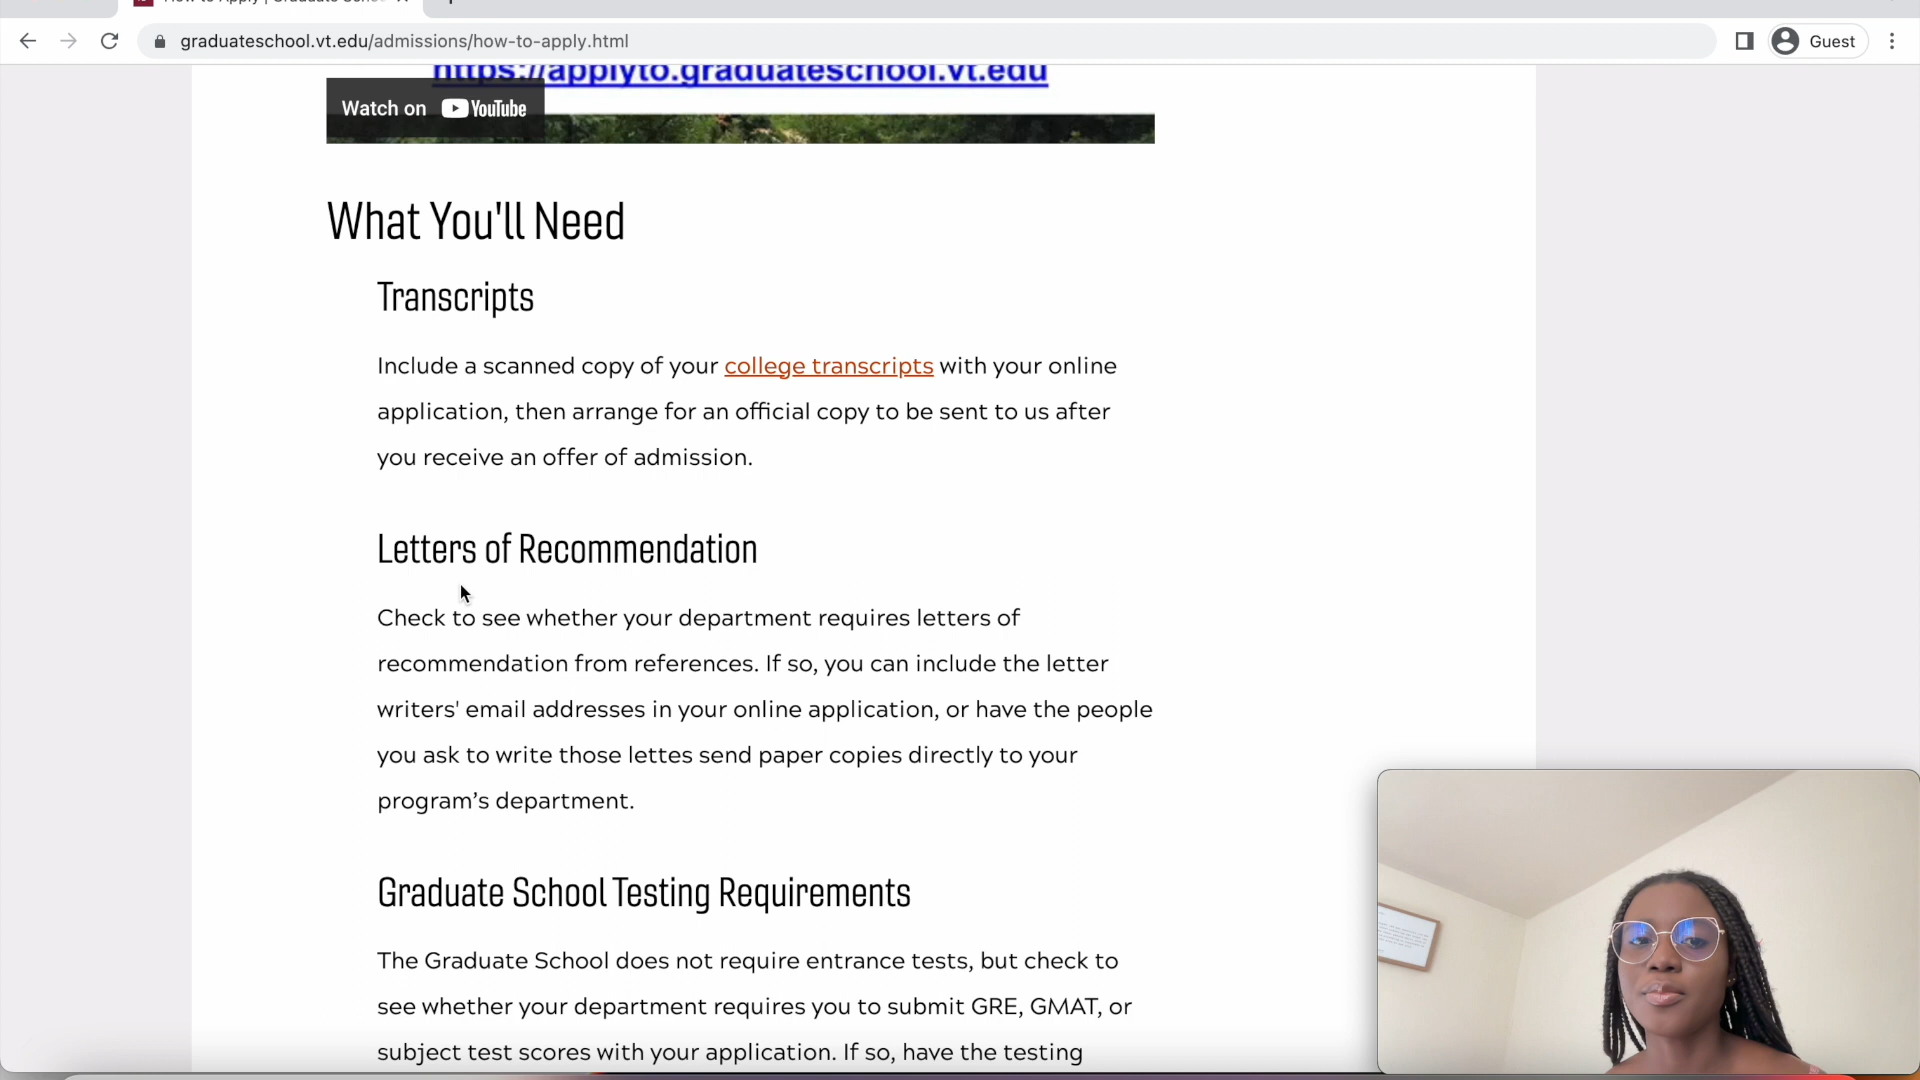 How to Apply | Graduate School
graduateschool.vt.edu/admissions/how-to-apply.html
Guest
https://applyto.graduateschool.vt.edu
Watch on YouTube
What You'll Need
Transcripts
Include a scanned copy of your college transcripts with your online
application, then arrange for an official copy to be sent to us after
you receive an offer of admission.
Letters of Recommendation
Check to see whether your department requires letters of
recommendation from references. If so, you can include the letter
writers' email addresses in your online application, or have the people
you ask to write those lettes send paper copies directly to your
program’s department.
Graduate School Testing Requirements
The Graduate School does not require entrance tests, but check to
see whether your department requires you to submit GRE, GMAT, or
subject test scores with your application. If so, have the testing